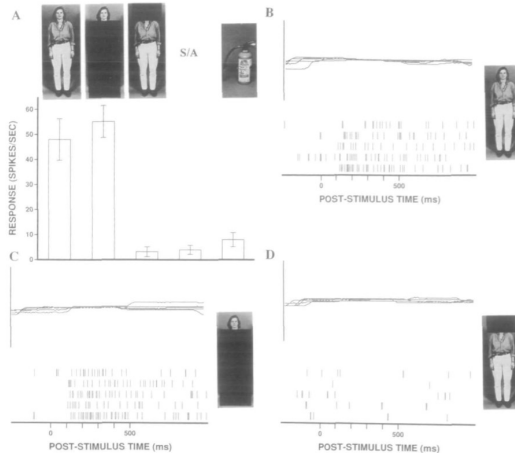 A
S/A
60
50
40
30
20
10
0
RESPONSE (SPIKES/SEC)
B
0
500
POST-STIMULUS TIME (ms)
C
0
500
POST-STIMULUS TIME (ms)
D
0
500
POST-STIMULUS TIME (ms)